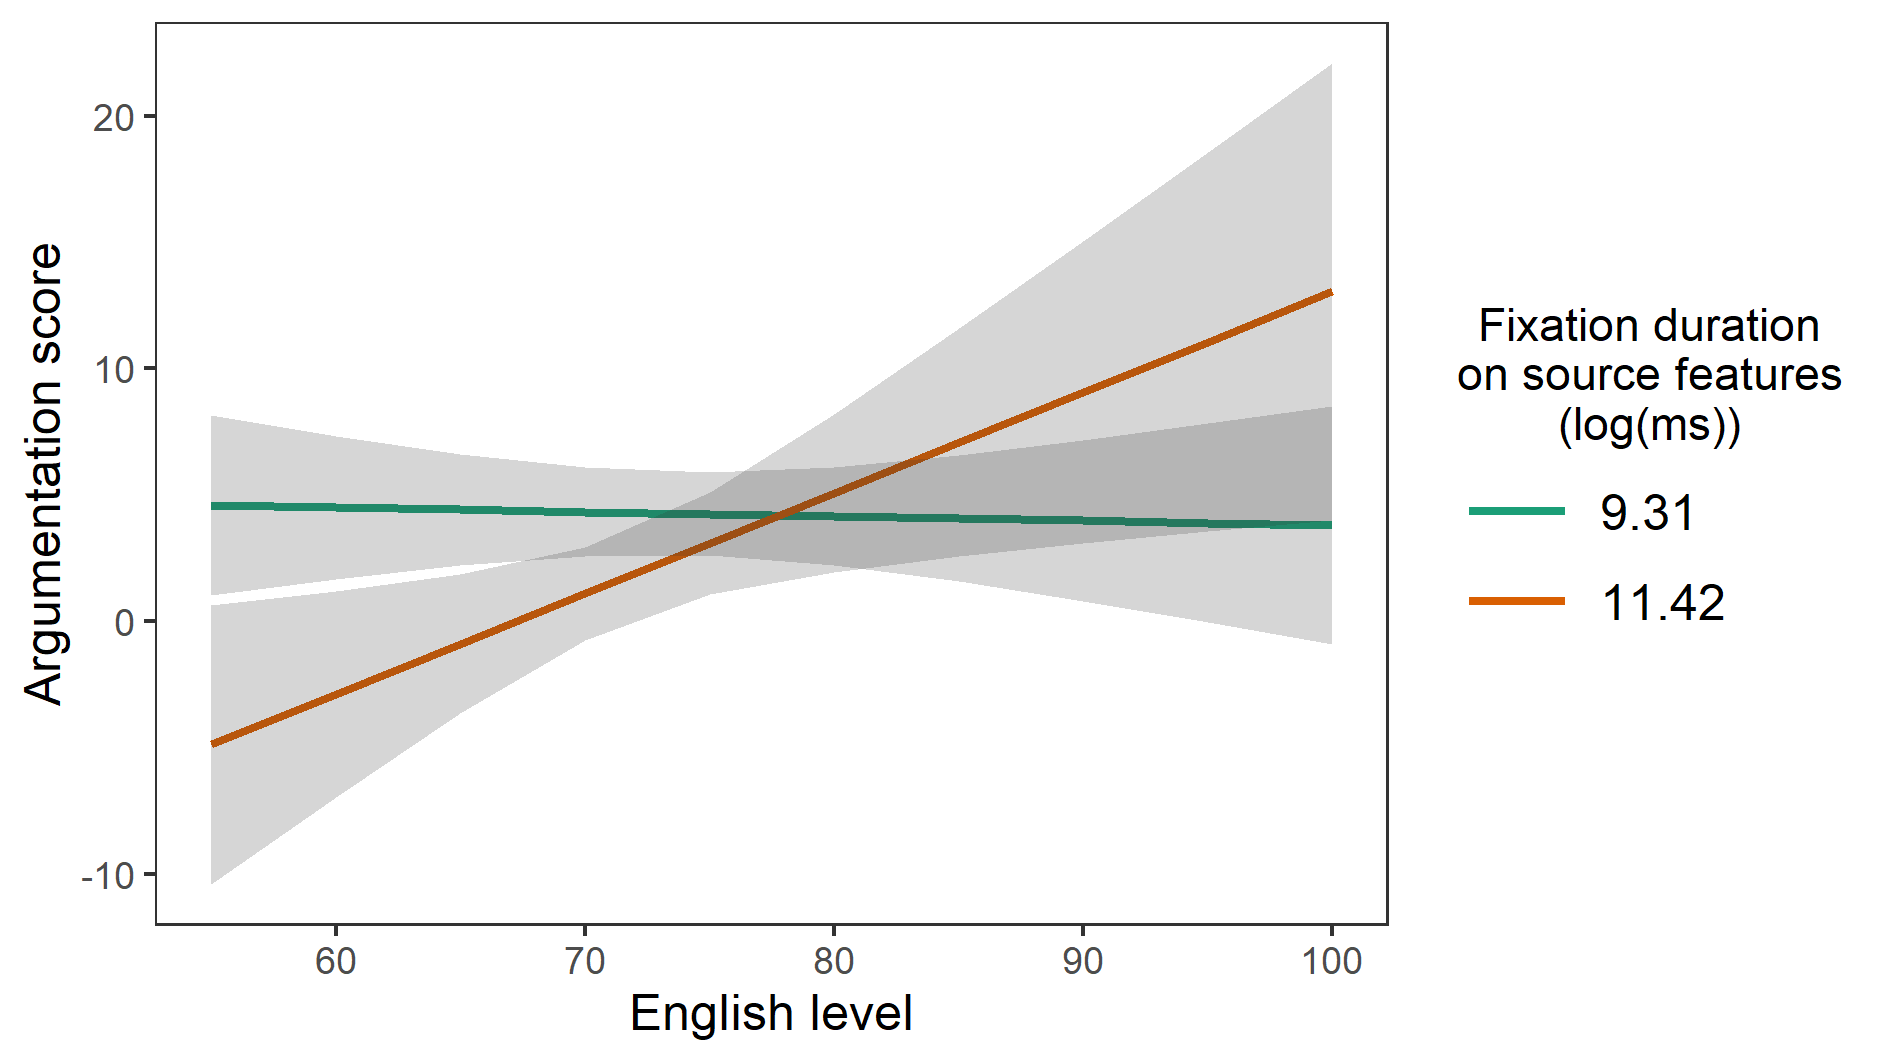 20
10
0
-10
60 70 80 90 100
English level
Argumentation score
Fixation duration
on source features
(log(ms))
9.31
11.42